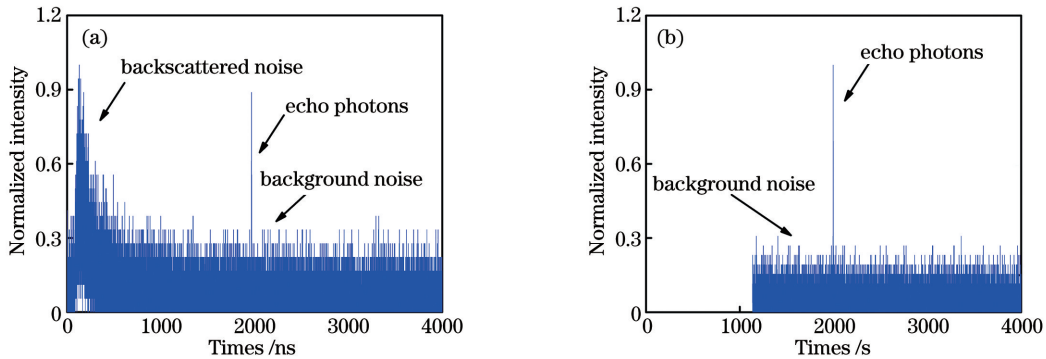 (a)
backscattered noise
echo photons
background noise
Normalized intensity
1.2
0.9
0.6
0.3
0
0 1000 2000 3000 4000
Times /ns
(b)
echo photons
background noise
Normalized intensity
1.2
0.9
0.6
0.3
0
0 1000 2000 3000 4000
Times /s